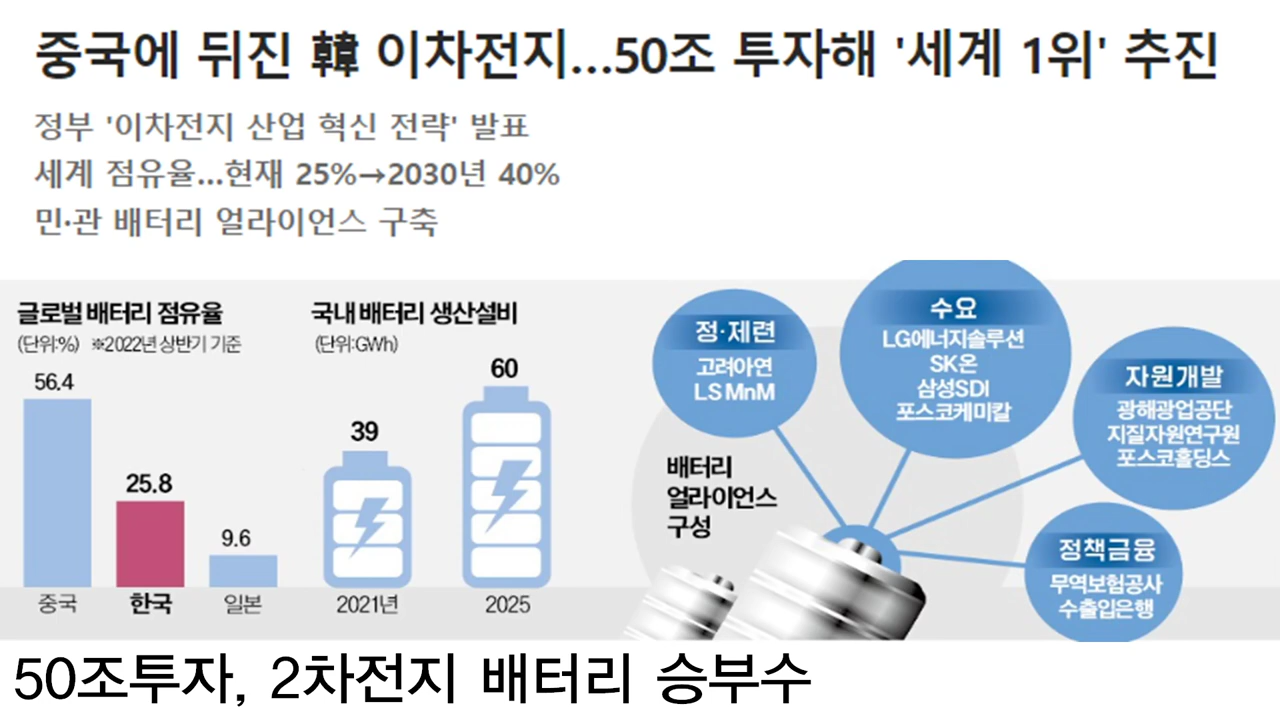 중국에 뒤진 韓 이차전지...50조 투자해 '세계 1위' 추진
정부 '이차전지 산업 혁신 전략' 발표
세계 점유율...현재 25%→2030년 40%
민·관 배터리 얼라이언스 구축
글로벌 배터리 점유율
(단위:%) ※2022년 상반기 기준
56.4
25.8
9.6
중국
한국
일본
국내 배터리 생산설비
(단위:GWh)
39
60
2021년
2025
배터리
얼라이언스
구성
정·제련
고려아연
LS MnM
수요
LG에너지솔루션
SK온
삼성SDI
포스코케미칼
자원개발
광해광업공단
지질자원연구원
포스코홀딩스
정책금융
무역보험공사
수출입은행
50조투자, 2차전지 배터리 승부수